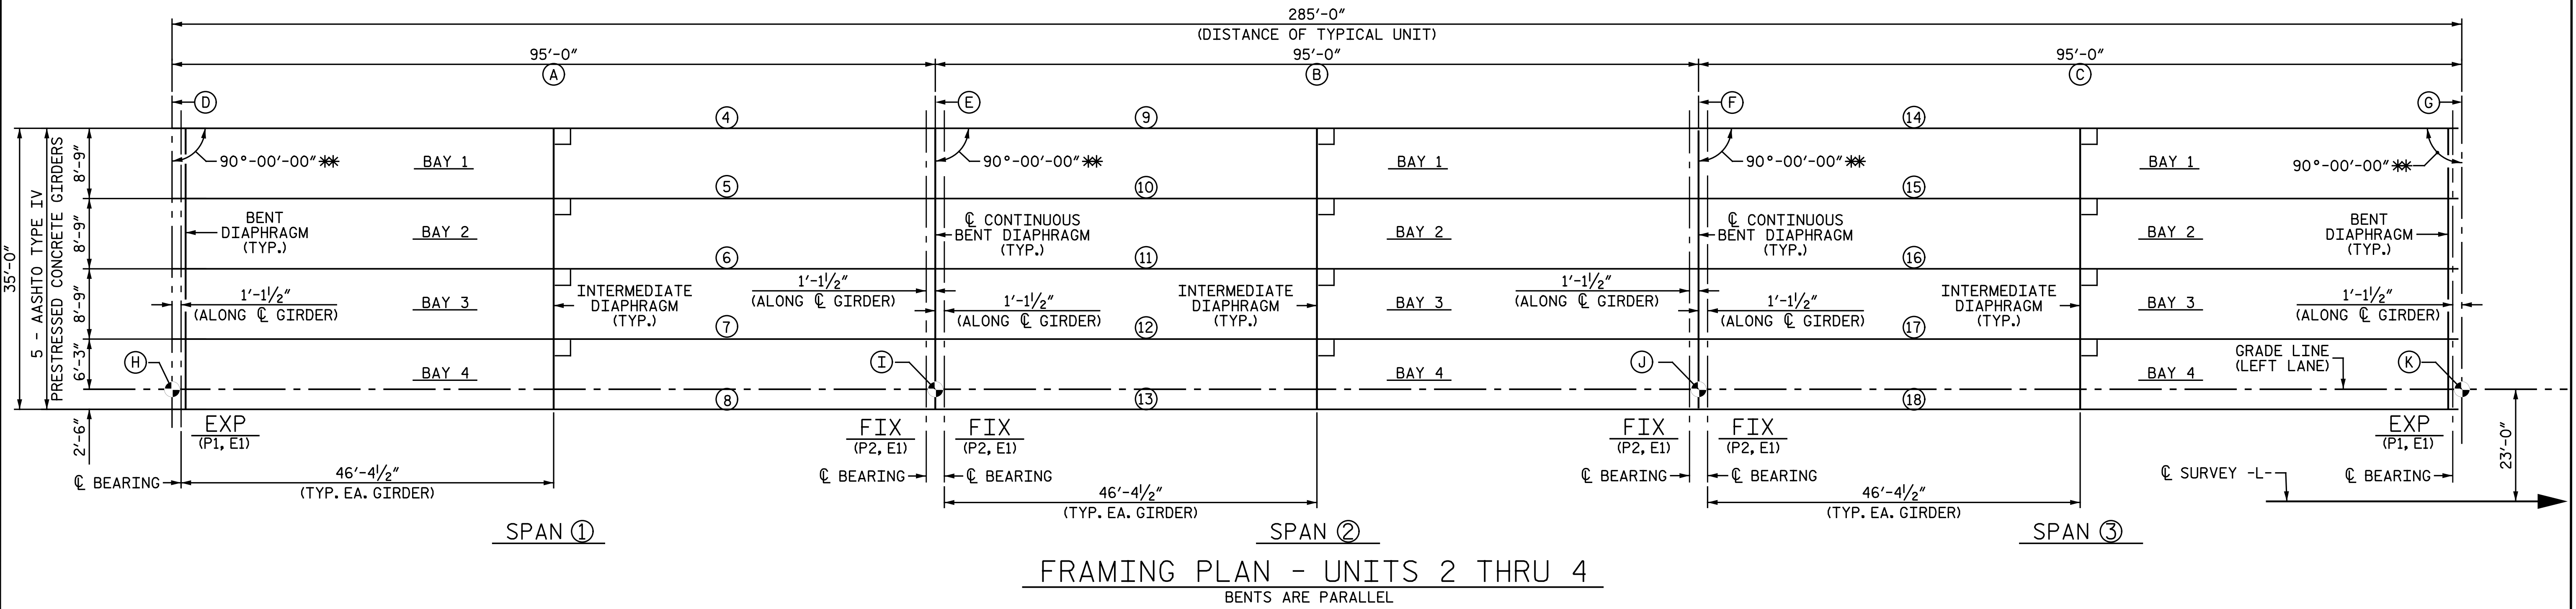 285'-0"
(DISTANCE OF TYPICAL UNIT)
95'-0" 95'-0" 95'-0"
A B C
D E F G
4 9 14
90°-00'-00"** 90°-00'-00"** 90°-00'-00"** 90°-00'-00"**
BAY 1 BAY 1 BAY 1
5 10 15
35'-0"
5 - AASHTO TYPE IV
PRESTRESSED CONCRETE GIRDERS
8'-9"
8'-9"
8'-9"
6'-3"
2'-6"
BENT
DIAPHRAGM
(TYP.)
BAY 2
℄ CONTINUOUS
BENT DIAPHRAGM
(TYP.)
BAY 2
℄ CONTINUOUS
BENT DIAPHRAGM
(TYP.)
BAY 2
BENT
DIAPHRAGM
(TYP.)
6 11 16
1'-1½"
(ALONG ℄ GIRDER)
BAY 3
INTERMEDIATE
DIAPHRAGM
(TYP.)
1'-1½"
(ALONG ℄ GIRDER)
1'-1½"
(ALONG ℄ GIRDER)
INTERMEDIATE
DIAPHRAGM
(TYP.)
BAY 3
1'-1½"
(ALONG ℄ GIRDER)
1'-1½"
(ALONG ℄ GIRDER)
INTERMEDIATE
DIAPHRAGM
(TYP.)
BAY 3
1'-1½"
(ALONG ℄ GIRDER)
7 12 17
H I J K
BAY 4 BAY 4 BAY 4
GRADE LINE
(LEFT LANE)
8 13 18
EXP
(P1, E1)
FIX
(P2, E1)
FIX
(P2, E1)
FIX
(P2, E1)
FIX
(P2, E1)
EXP
(P1, E1)
23'-0"
℄ BEARING
46'-4½"
(TYP. EA. GIRDER)
℄ BEARING
℄ BEARING
46'-4½"
(TYP. EA. GIRDER)
℄ BEARING
℄ BEARING
46'-4½"
(TYP. EA. GIRDER)
℄ SURVEY -L-
℄ BEARING
SPAN 1 SPAN 2 SPAN 3
FRAMING PLAN - UNITS 2 THRU 4
BENTS ARE PARALLEL